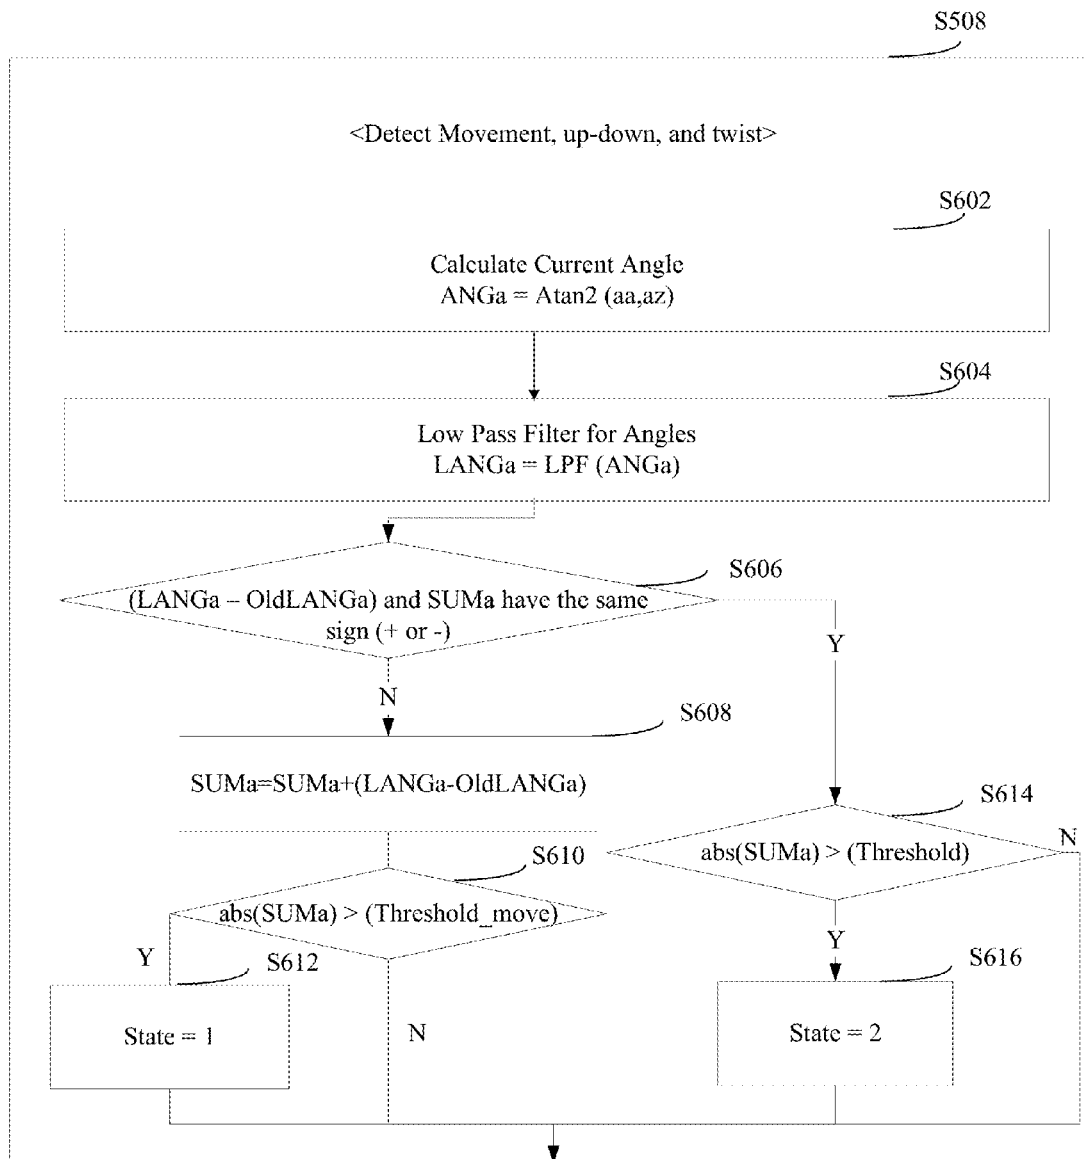 S508
<Detect Movement, up-down, and twist>
S602
Calculate Current Angle
ANGa = Atan2 (aa,az)
S604
Low Pass Filter for Angles
LANGa = LPF (ANGa)
S606
(LANGa – OldLANGa) and SUMa have the same
sign (+ or -)
Y
N
S608
SUMa=SUMa+(LANGa-OldLANGa)
S614
abs(SUMa) > (Threshold)
N
S610
abs(SUMa) > (Threshold_move)
Y
Y
S612
S616
State = 1
N
State = 2